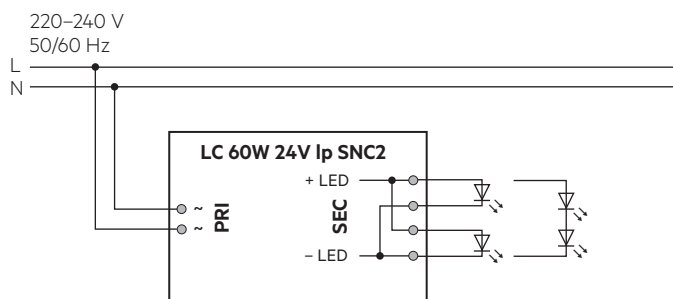 220–240 V
50/60 Hz
L
N
LC 60W 24V lp SNC2
+ LED
~ PRI
~
SEC
– LED